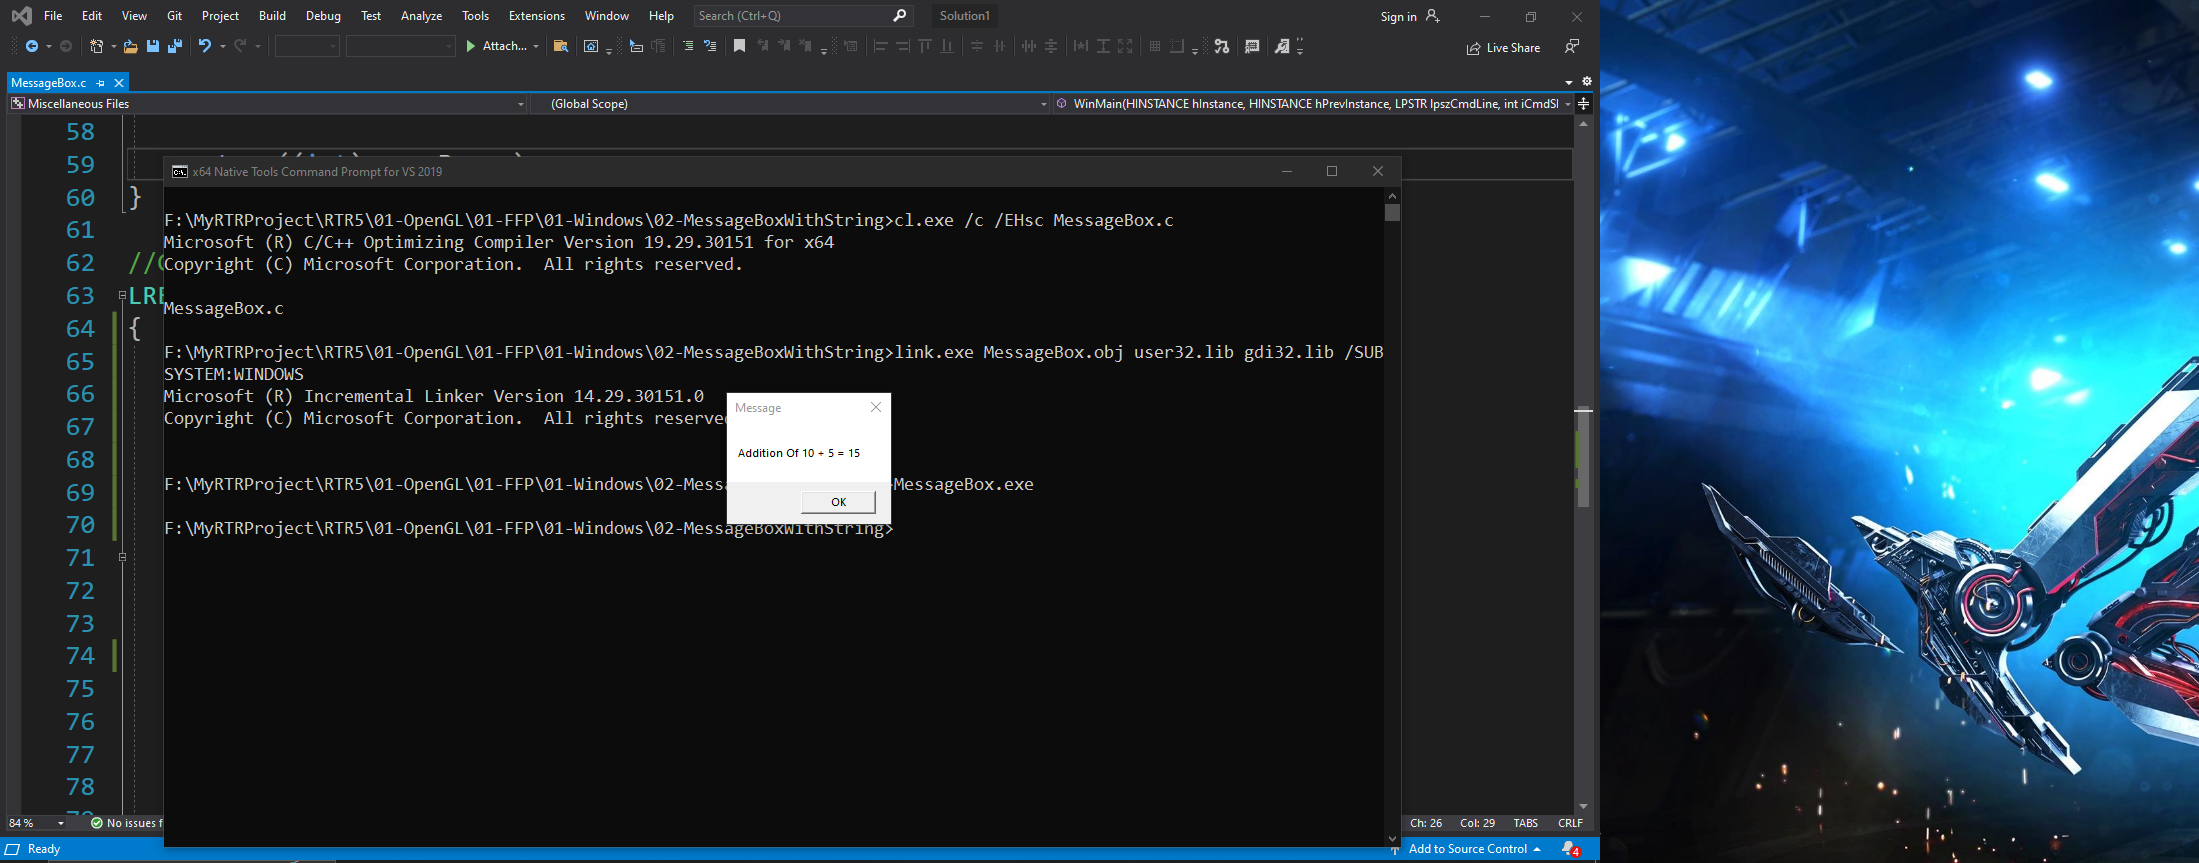 File Edit View Git Project Build Debug Test Analyze Tools Extensions Window Help Search (Ctrl+Q) Solution1 Sign in
Attach... Live Share
MessageBox.c
Miscellaneous Files (Global Scope) WinMain(HINSTANCE hInstance, HINSTANCE hPrevInstance, LPSTR lpszCmdLine, int iCmdS
58
59
60 }
61
62 //
63 LRE
64 {
65
66
67
68
69
70
71
72
73
74
75
76
77
78
x64 Native Tools Command Prompt for VS 2019
F:\MyRTRProject\RTR5\01-OpenGL\01-FFP\01-Windows\02-MessageBoxWithString>cl.exe /c /EHsc MessageBox.c
Microsoft (R) C/C++ Optimizing Compiler Version 19.29.30151 for x64
Copyright (C) Microsoft Corporation.  All rights reserved.
MessageBox.c
F:\MyRTRProject\RTR5\01-OpenGL\01-FFP\01-Windows\02-MessageBoxWithString>link.exe MessageBox.obj user32.lib gdi32.lib /SUB
SYSTEM:WINDOWS
Microsoft (R) Incremental Linker Version 14.29.30151.0
Copyright (C) Microsoft Corporation.  All rights reserve
F:\MyRTRProject\RTR5\01-OpenGL\01-FFP\01-Windows\02-Mess MessageBox.exe
F:\MyRTRProject\RTR5\01-OpenGL\01-FFP\01-Windows\02-MessageBoxWithString>
Message
Addition Of 10 + 5 = 15
OK
84 % No issues f Ch: 26 Col: 29 TABS CRLF
Ready Add to Source Control 4